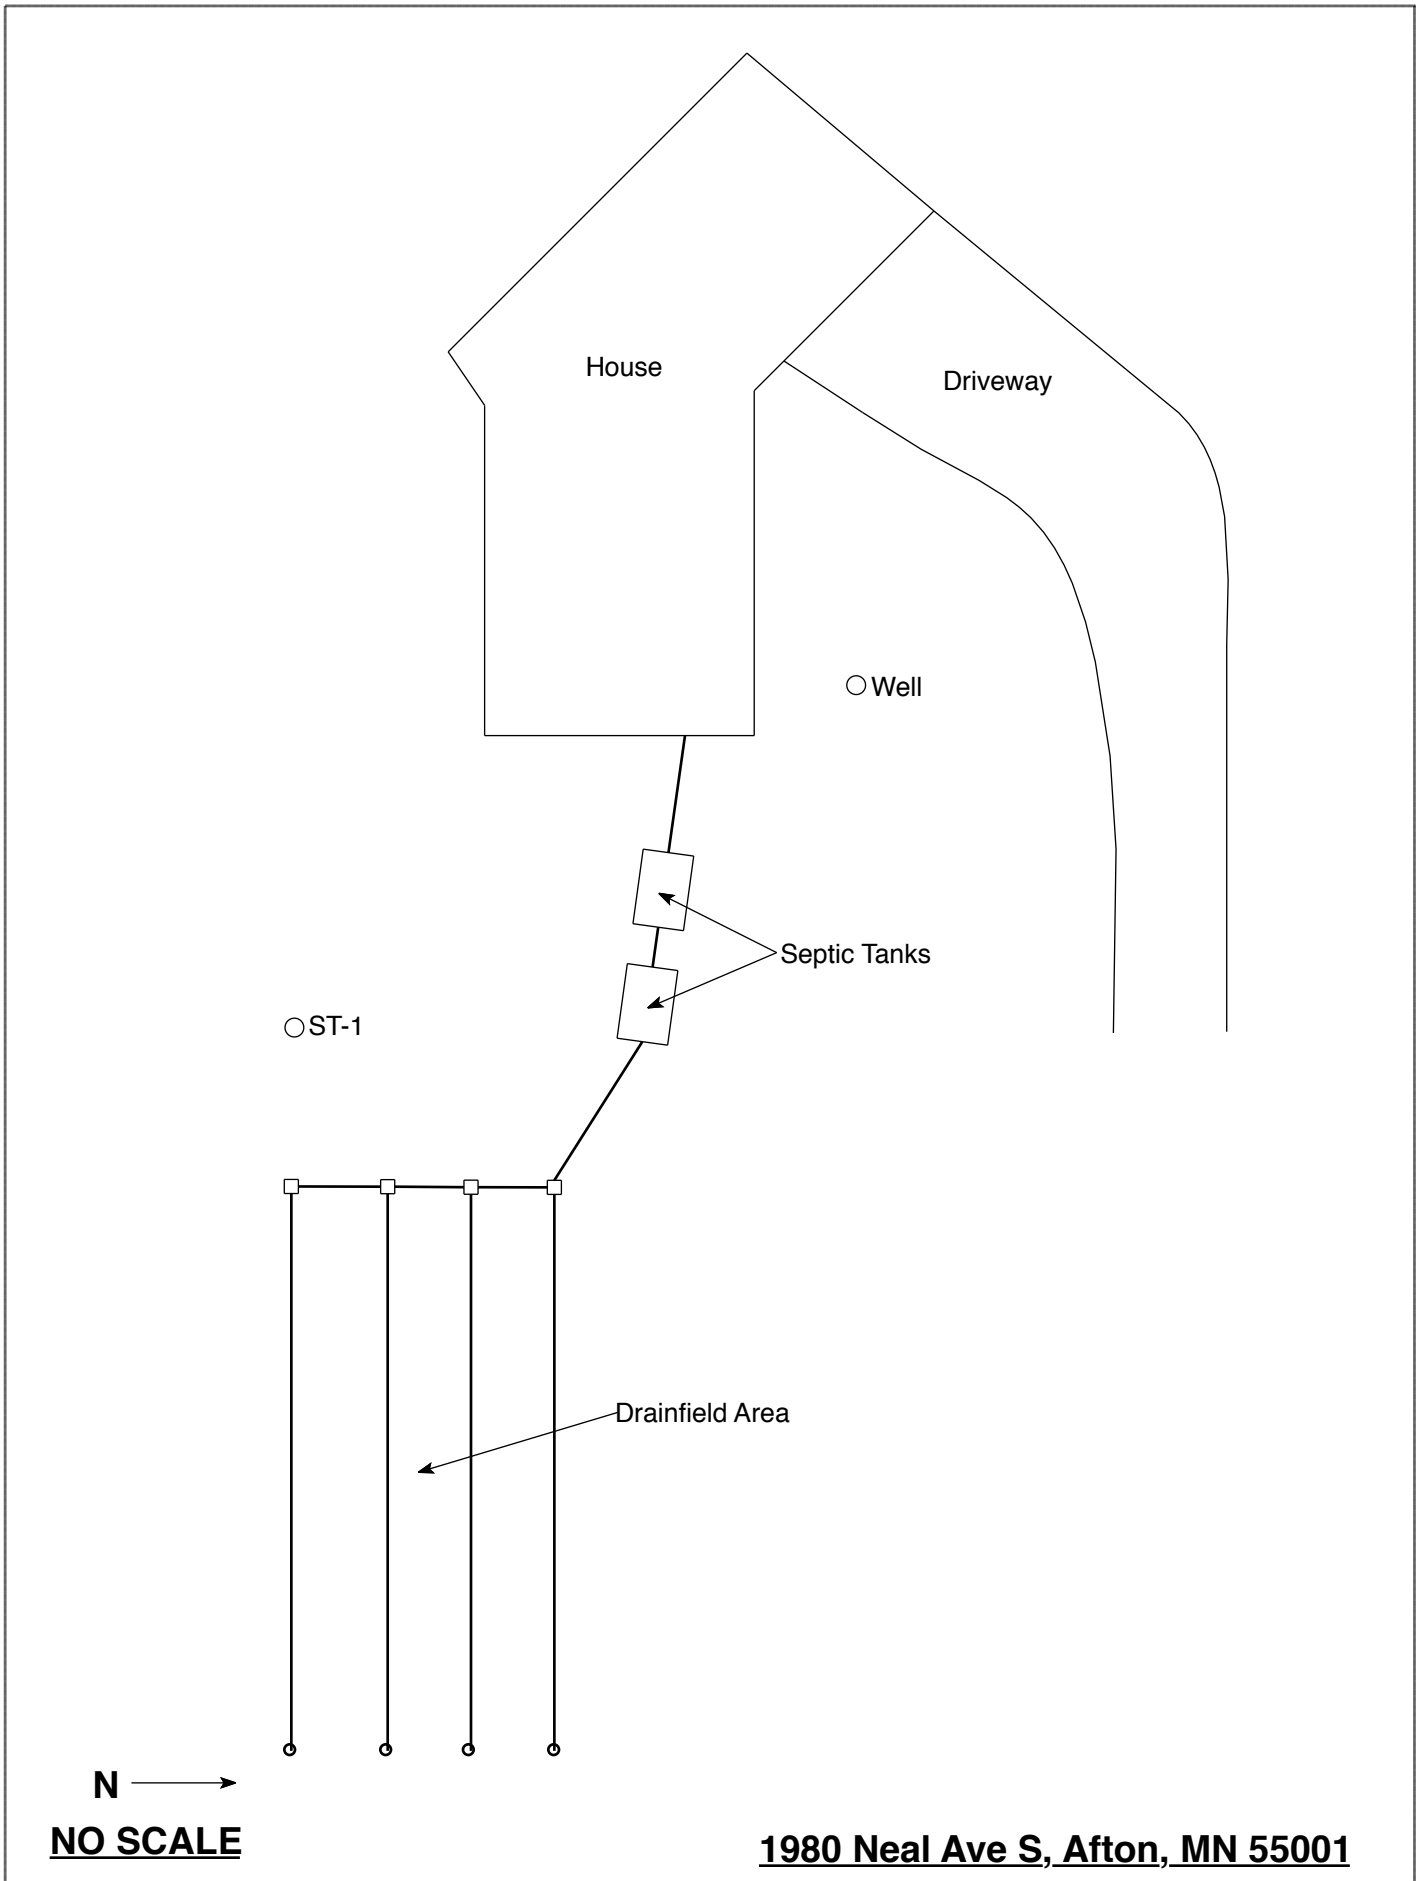 House
Driveway
Well
Septic Tanks
ST-1
Drainfield Area
N
NO SCALE
1980 Neal Ave S, Afton, MN 55001